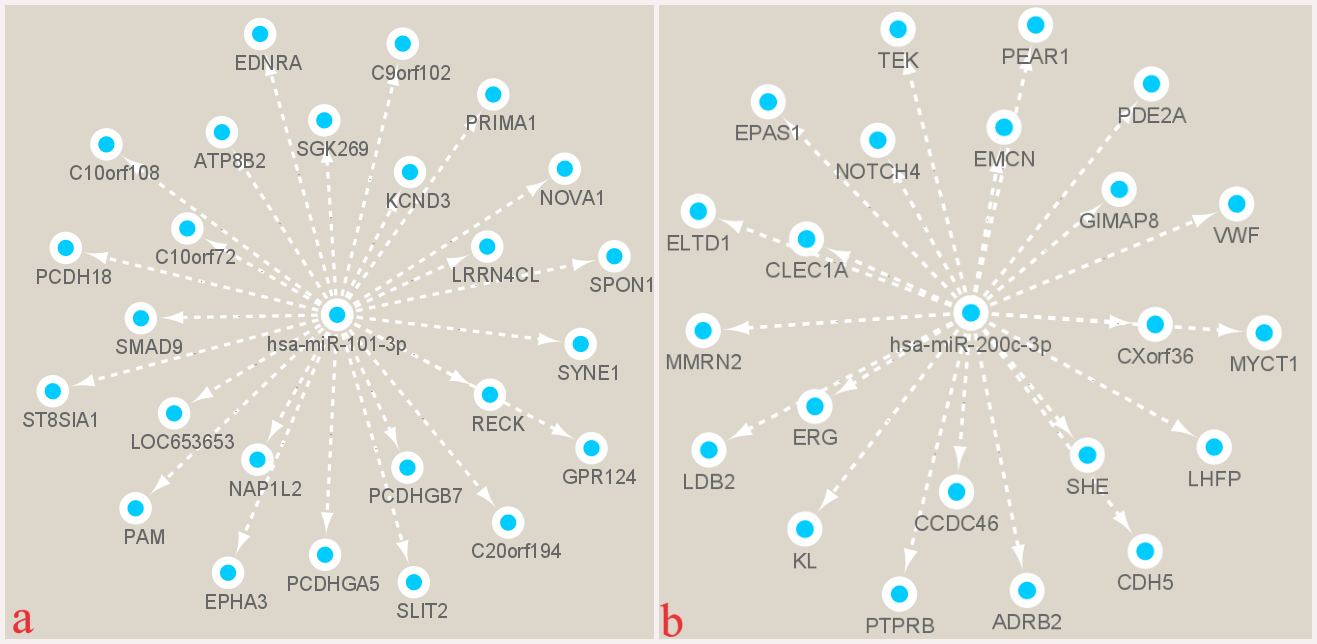 EDNRA
C9orf102
PRIMA1
SGK269
ATP8B2
C10orf108
KCND3
NOVA1
C10orf72
PCDH18
LRRN4CL
SPON1
hsa-miR-101-3p
SMAD9
SYNE1
ST8SIA1
RECK
LOC653653
GPR124
NAP1L2
PCDHGB7
PAM
C20orf194
PCDHGA5
EPHA3
SLIT2
a
TEK
PEAR1
PDE2A
EPAS1
EMCN
NOTCH4
GIMAP8
VWF
ELTD1
CLEC1A
hsa-miR-200c-3p
CXorf36
MMRN2
MYCT1
ERG
LDB2
SHE
LHFP
CCDC46
KL
CDH5
PTPRB
ADRB2
b